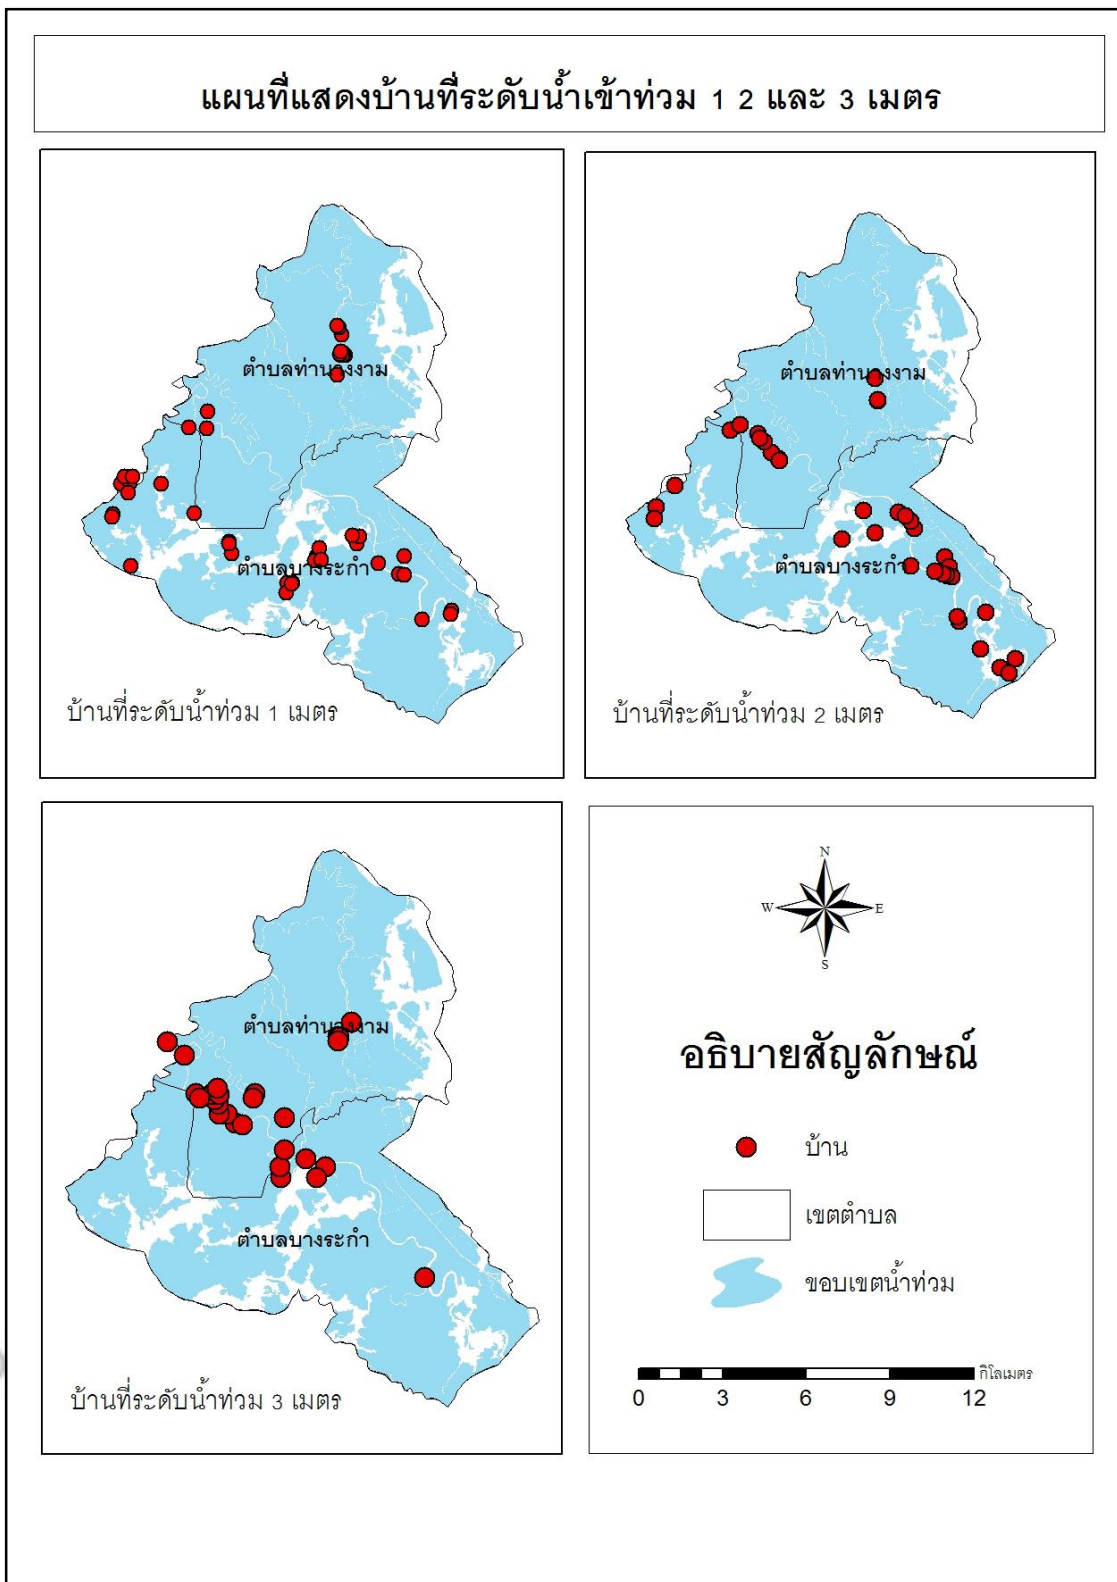 แผนที่แสดงบ้านที่ระดับน้ำเข้าท่วม 1 2 และ 3 เมตร
ตำบลท่านางงาม
ตำบลบางระกำ
บ้านที่ระดับน้ำท่วม 1 เมตร
ตำบลท่านางงาม
ตำบลบางระกำ
บ้านที่ระดับน้ำท่วม 2 เมตร
ตำบลท่านางงาม
ตำบลบางระกำ
บ้านที่ระดับน้ำท่วม 3 เมตร
N
W E
S
อธิบายสัญลักษณ์
บ้าน
เขตตำบล
ขอบเขตน้ำท่วม
กิโลเมตร
0 3 6 9 12